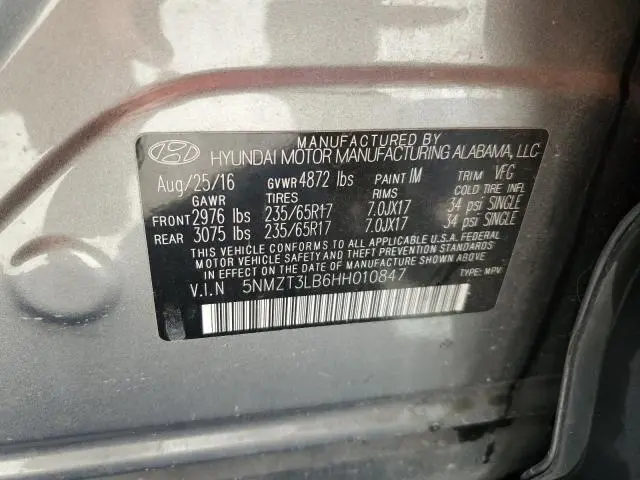 MANUFACTURED BY
HYUNDAI MOTOR MANUFACTURING ALABAMA, LLC
Aug/25/16 GVWR 4872 lbs PAINT IM TRIM VFG
GAWR TIRES RIMS COLD TIRE INFL
FRONT 2976 lbs 235/65R17 7.0JX17 34 psi SINGLE
REAR 3075 lbs 235/65R17 7.0JX17 34 psi SINGLE
THIS VEHICLE CONFORMS TO ALL APPLICABLE U.S.A. FEDERAL
MOTOR VEHICLE SAFETY AND THEFT PREVENTION STANDARDS
IN EFFECT ON THE DATE OF MANUFACTURE SHOWN ABOVE.
V.I.N 5NMZT3LB6HH010847 TYPE: MPV